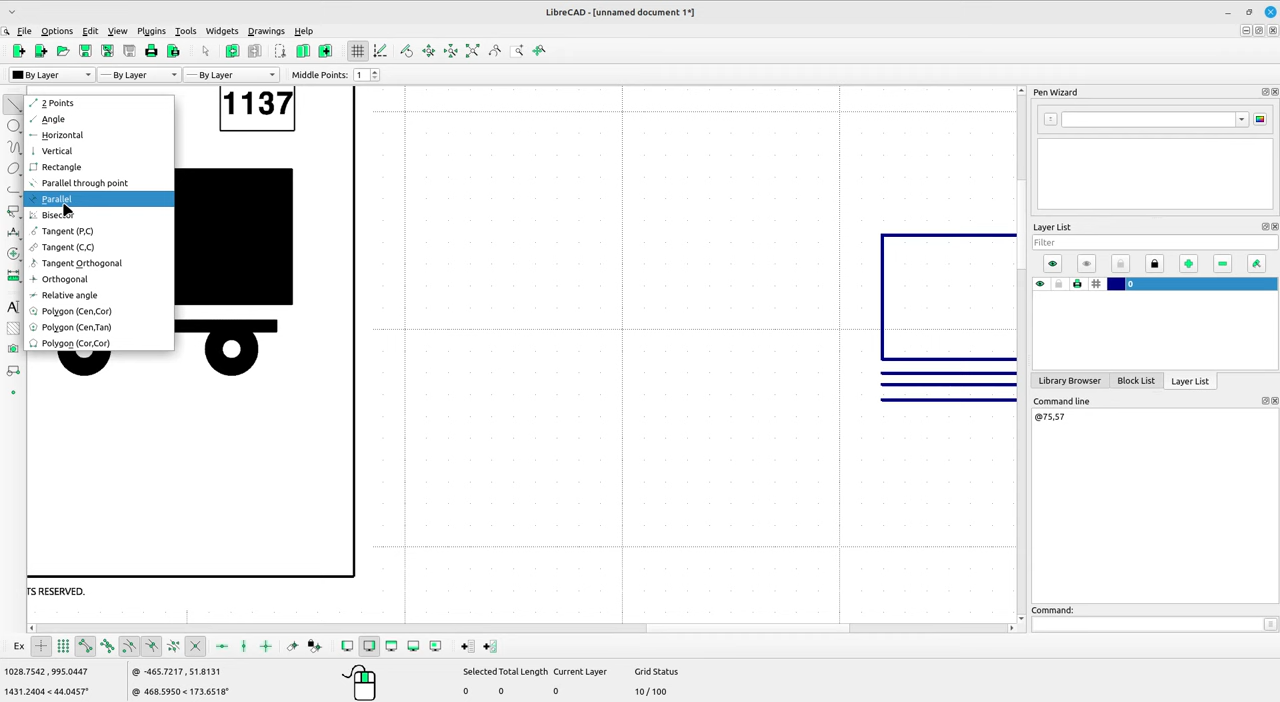 LibreCAD - [unnamed document 1*]
File Options Edit View Plugins Tools Widgets Drawings Help
By Layer By Layer By Layer Middle Points: 1
1137
2 Points
Angle
Horizontal
Vertical
Rectangle
Parallel through point
Parallel
Bisector
Tangent (P,C)
Tangent (C,C)
Tangent Orthogonal
Orthogonal
Relative angle
Polygon (Cen,Cor)
Polygon (Cen,Tan)
Polygon (Cor,Cor)
TS RESERVED.
Pen Wizard
Layer List
Filter
0
Library Browser Block List Layer List
Command line
@75,57
Command:
Ex
1028.7542 , 995.0447 @ -465.7217 , 51.8131 Selected Total Length Current Layer Grid Status
1431.2404 < 44.0457° @ 468.5950 < 173.6518° 0 0 0 10 / 100